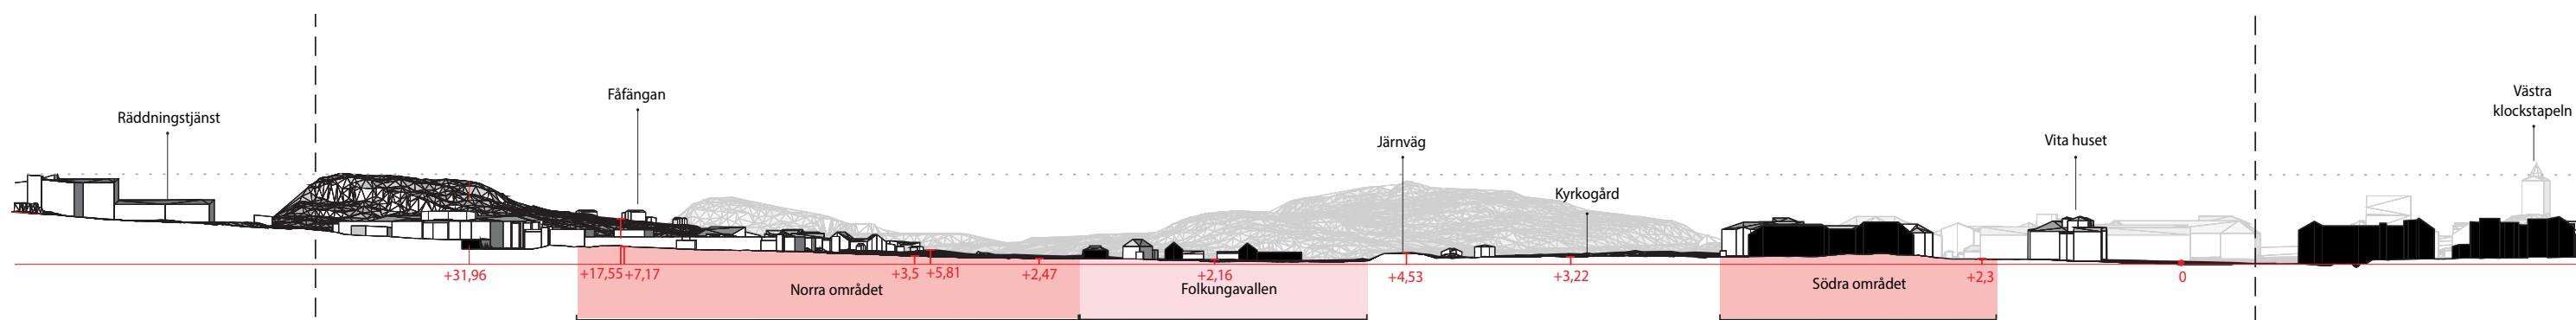 Räddningstjänst
Fåfängan
Järnväg
Kyrkogård
Vita huset
Västra
klockstapeln
+31,96
+17,55
+7,17
+3,5
+5,81
+2,47
+2,16
+4,53
+3,22
+2,3
0
Norra området
Folkungavallen
Södra området